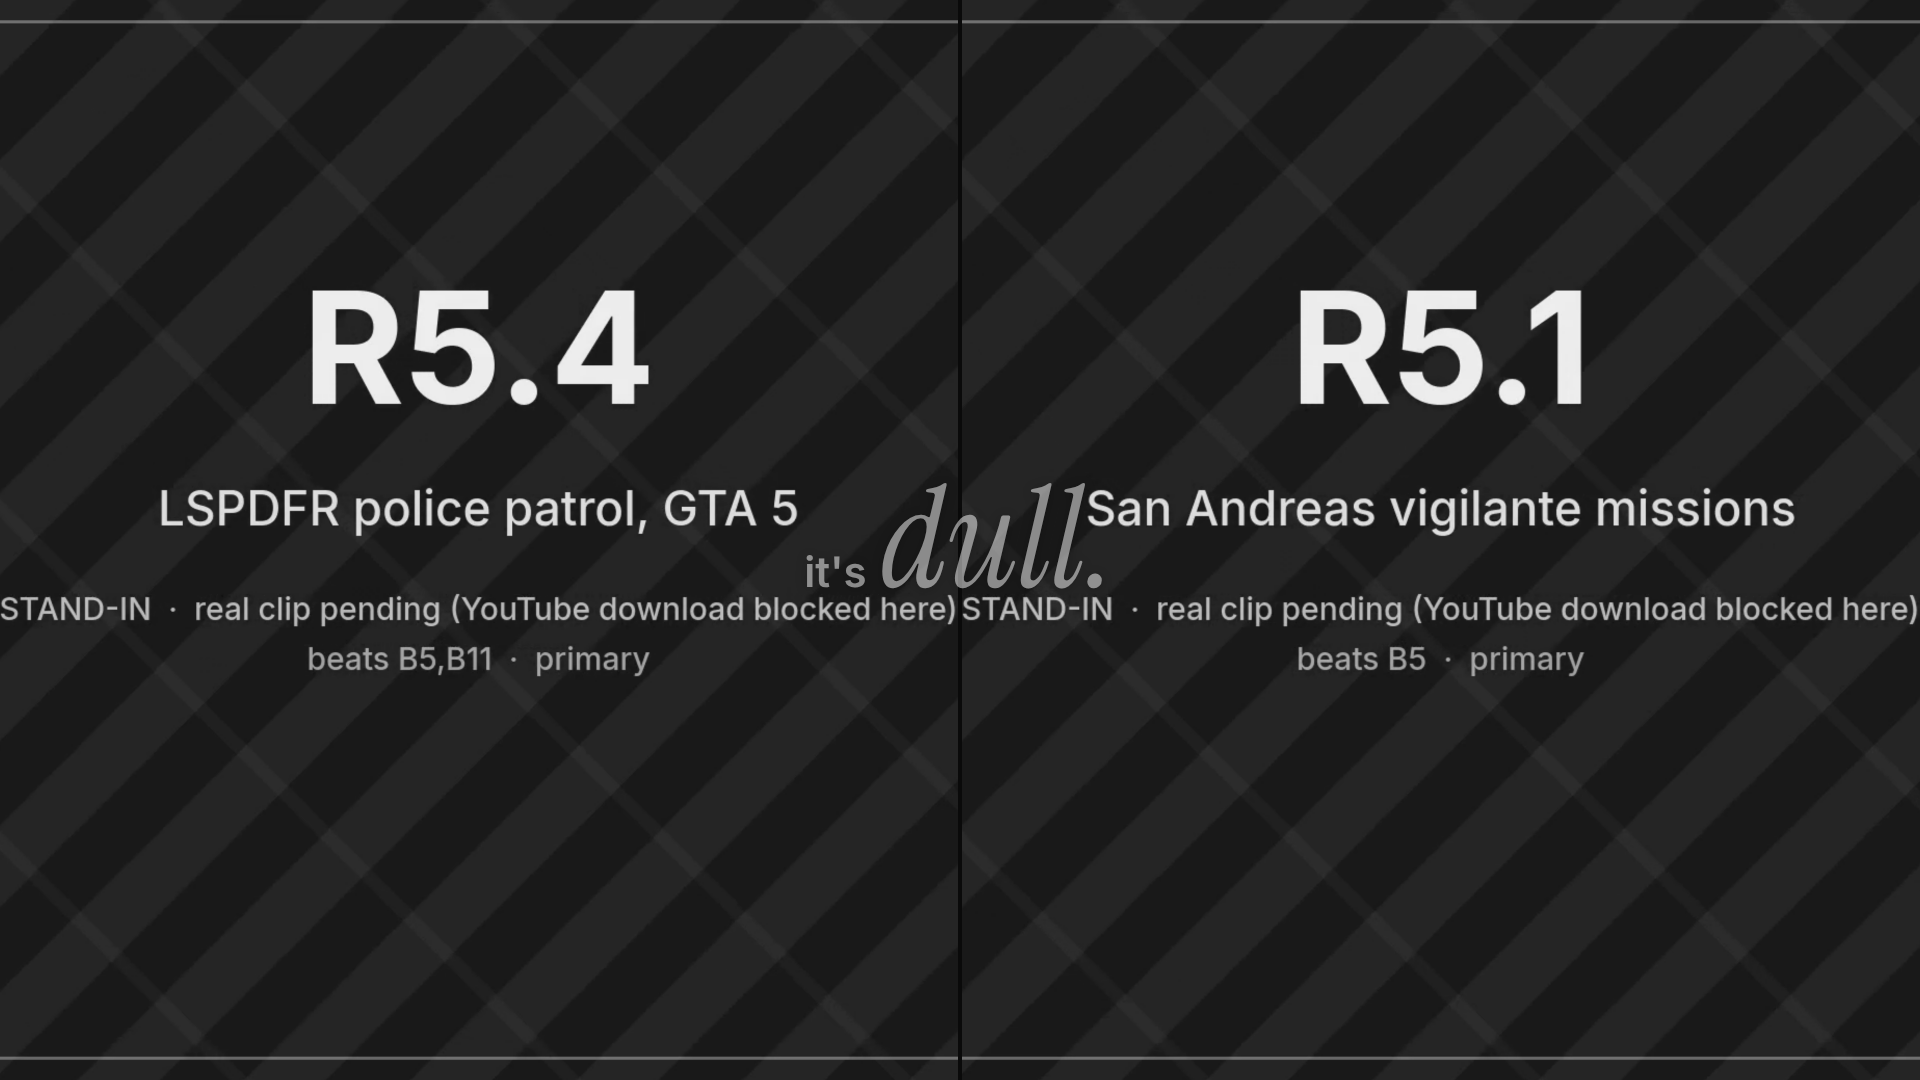 R5.4
LSPDFR police patrol, GTA 5
STAND-IN · real clip pending (YouTube download blocked here)
beats B5,B11 · primary
it's dull.
R5.1
San Andreas vigilante missions
STAND-IN · real clip pending (YouTube download blocked here)
beats B5 · primary